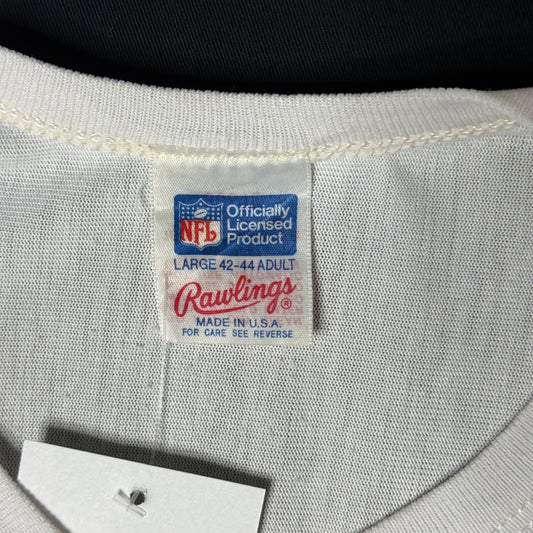 NFL
Officially
Licensed
Product
LARGE 42-44 ADULT
Rawlings®
MADE IN U.S.A.
FOR CARE SEE REVERSE